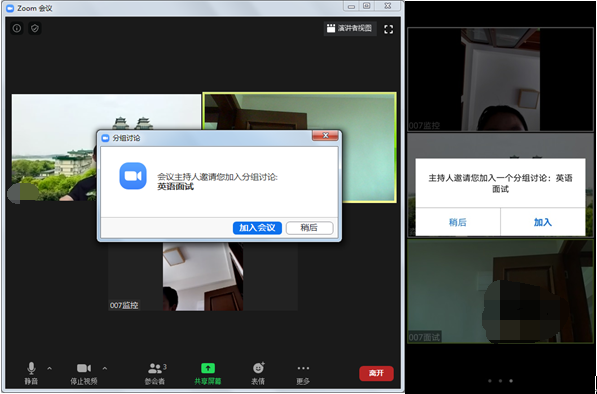 Zoom 会议
演讲者视图
分组讨论
会议主持人邀请您加入分组讨论:
英语面试
加入会议
稍后
007监控
静音
停止视频
3
参会者
共享屏幕
表情
更多
离开
007监控
主持人邀请您加入一个分组讨论：英语
面试
稍后
加入
007面试